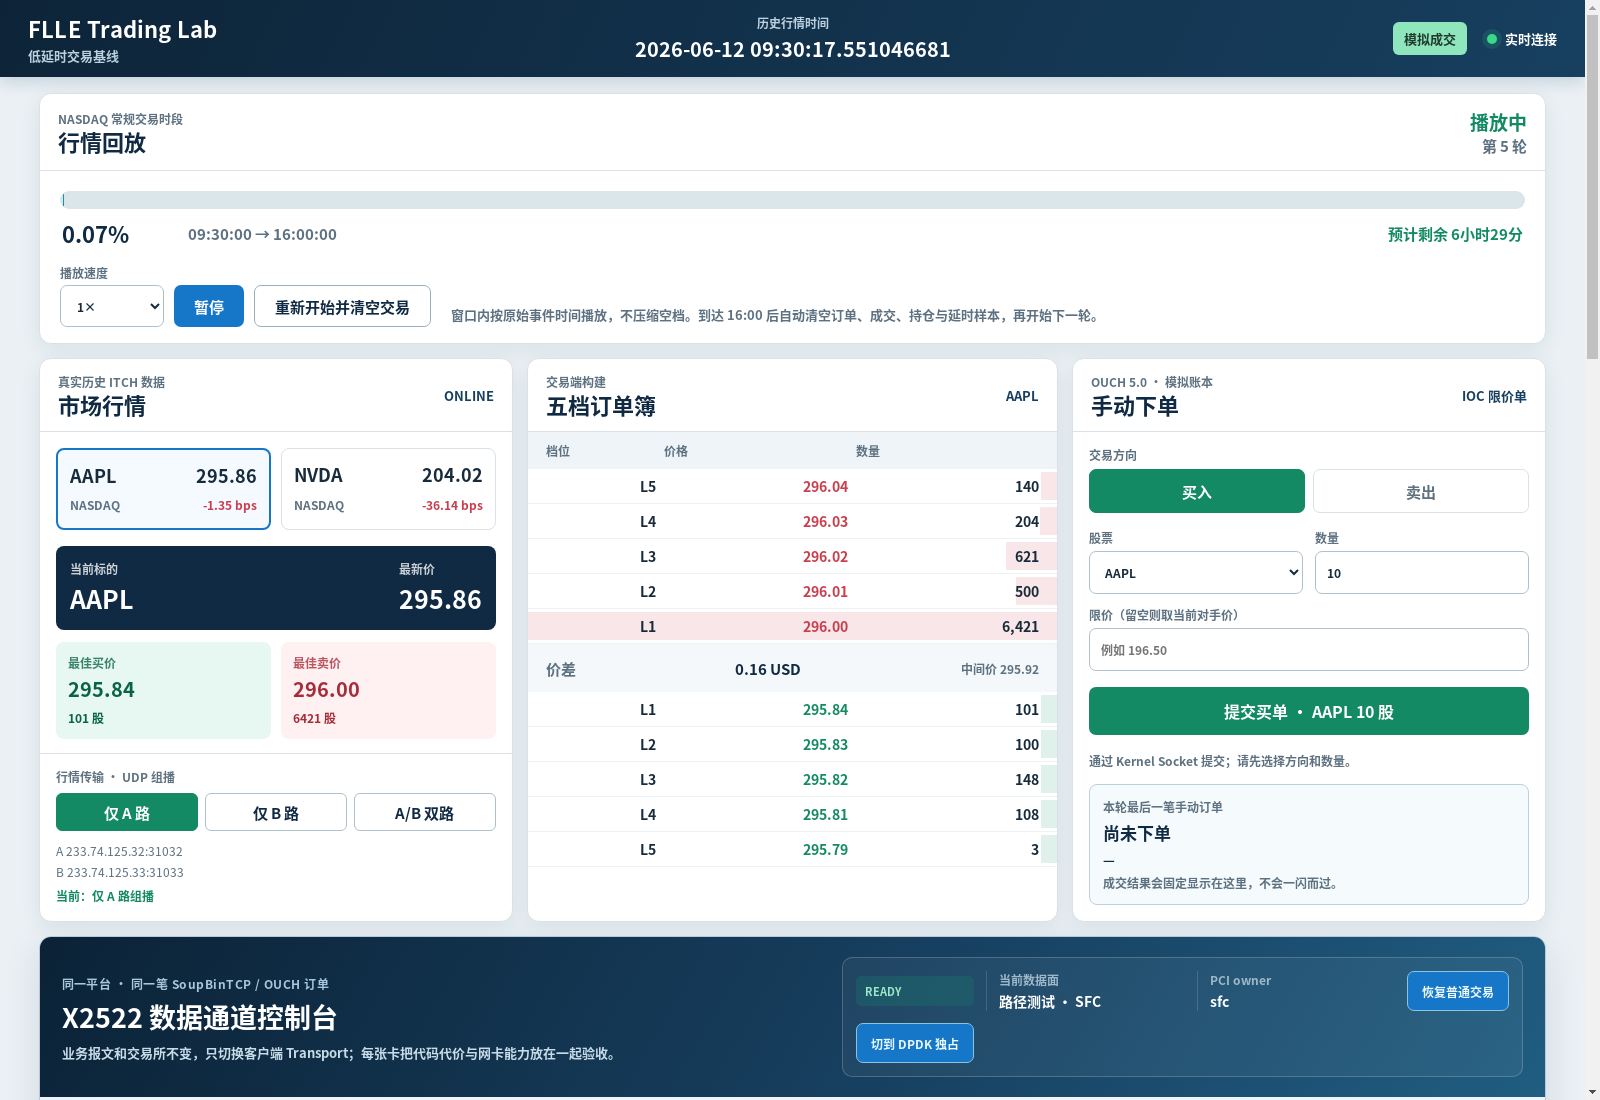 FLLE Trading Lab
低延时交易基线
历史行情时间
2026-06-12 09:30:17.551046681
模拟成交
实时连接
NASDAQ 常规交易时段
行情回放
播放中
第 5 轮
0.07%
09:30:00 → 16:00:00
预计剩余 6小时29分
播放速度
1×
暂停
重新开始并清空交易
窗口内按原始事件时间播放，不压缩空档。到达 16:00 后自动清空订单、成交、持仓与延时样本，再开始下一轮。
真实历史 ITCH 数据
市场行情
ONLINE
AAPL 295.86
NASDAQ -1.35 bps
NVDA 204.02
NASDAQ -36.14 bps
当前标的 最新价
AAPL 295.86
最佳买价
295.84
101 股
最佳卖价
296.00
6421 股
行情传输 · UDP 组播
仅 A 路
仅 B 路
A/B 双路
A 233.74.125.32:31032
B 233.74.125.33:31033
当前：仅 A 路组播
交易端构建
五档订单簿
AAPL
档位 价格 数量
L5 296.04 140
L4 296.03 204
L3 296.02 621
L2 296.01 500
L1 296.00 6,421
价差 0.16 USD 中间价 295.92
L1 295.84 101
L2 295.83 100
L3 295.82 148
L4 295.81 108
L5 295.79 3
OUCH 5.0 · 模拟账本
手动下单
IOC 限价单
交易方向
买入
卖出
股票
AAPL
数量
10
限价（留空则取当前对手价）
例如 196.50
提交买单 · AAPL 10 股
通过 Kernel Socket 提交；请先选择方向和数量。
本轮最后一笔手动订单
尚未下单
—
成交结果会固定显示在这里，不会一闪而过。
同一平台 · 同一笔 SoupBinTCP / OUCH 订单
X2522 数据通道控制台
业务报文和交易所不变，只切换客户端 Transport；每张卡把代码代价与网卡能力放在一起验收。
READY
当前数据面
路径测试 · SFC
PCI owner
sfc
恢复普通交易
切到 DPDK 独占